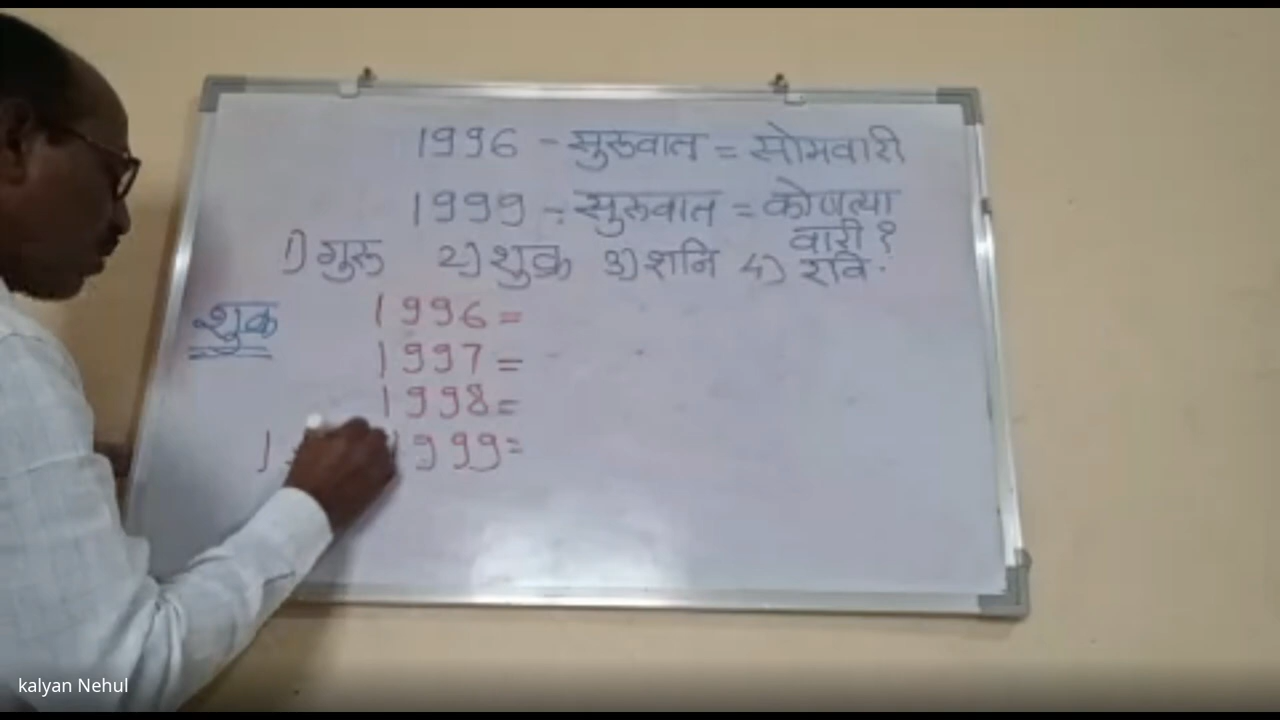 1996 - सुरूवात = सोमवारी
1999 - सुरूवात = कोणत्या
वारी ?
1) गुरू 2) शुक्र 3) शनि 4) रवि.
शुक्र
1996 =
1997 =
1998 =
1999 =
kalyan Nehul